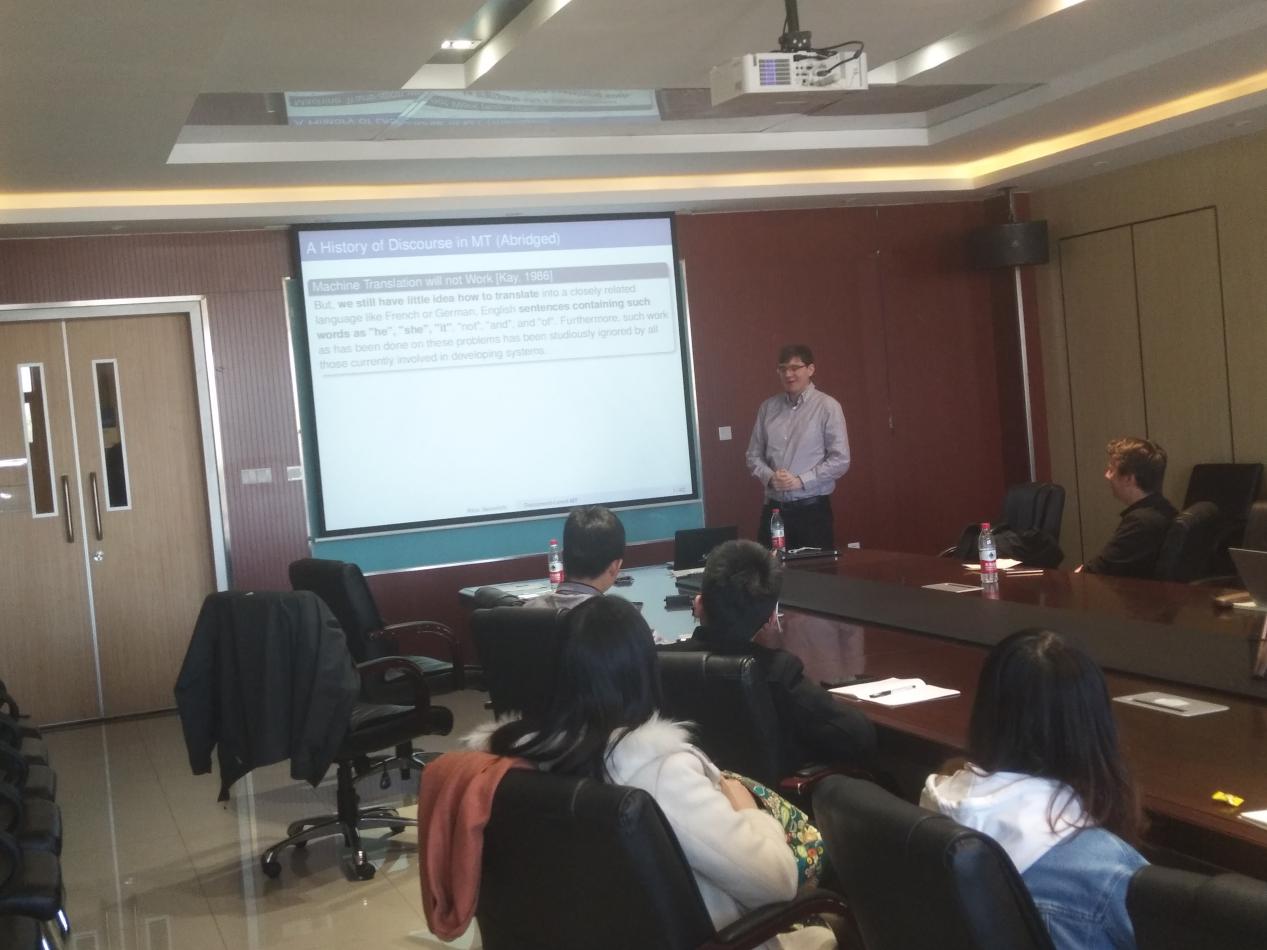 A History of Discourse in MT (Abridged)
Machine Translation will not Work [Kay, 1986]
But, we still have little idea how to translate into a closely related
language like French or German, English sentences containing such
words as "he", "she", "it", "not", "and", and "of". Furthermore, such work
as has been done on these problems has been studiously ignored by all
those currently involved in developing systems.
Rico Sennrich Document-Level MT